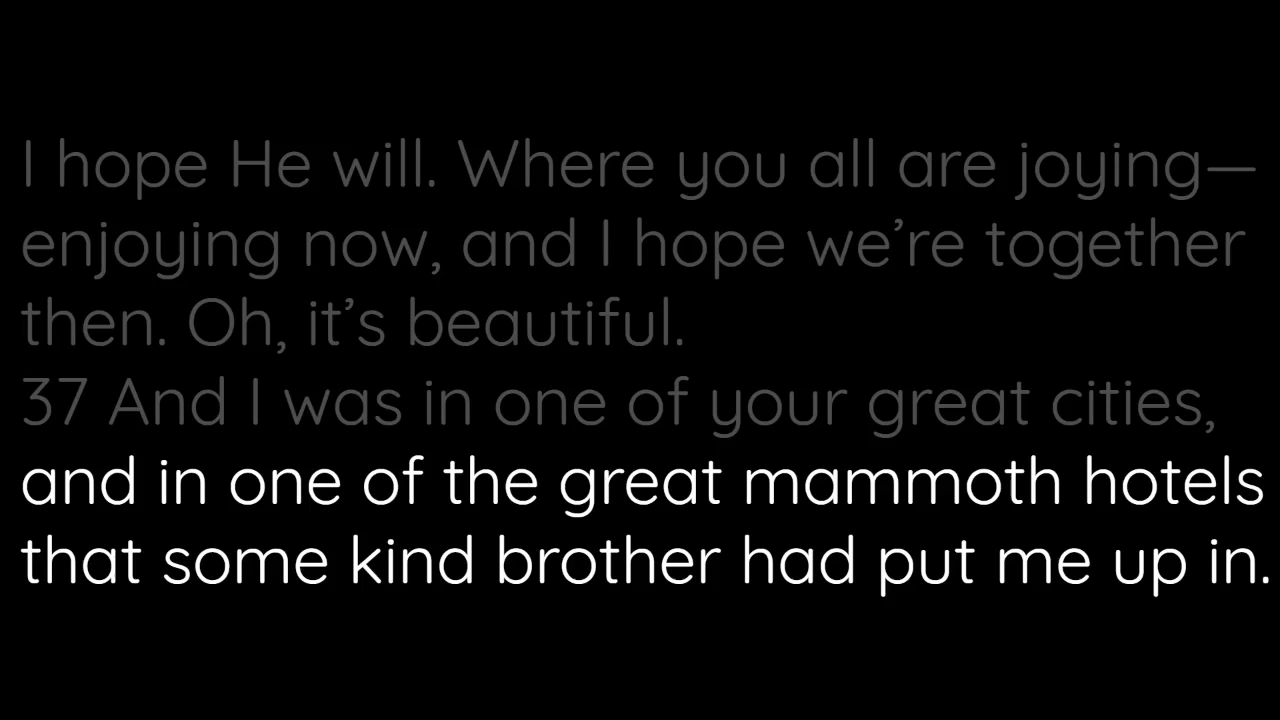 I hope He will. Where you all are joying—
enjoying now, and I hope we’re together
then. Oh, it’s beautiful.
37 And I was in one of your great cities,
and in one of the great mammoth hotels
that some kind brother had put me up in.